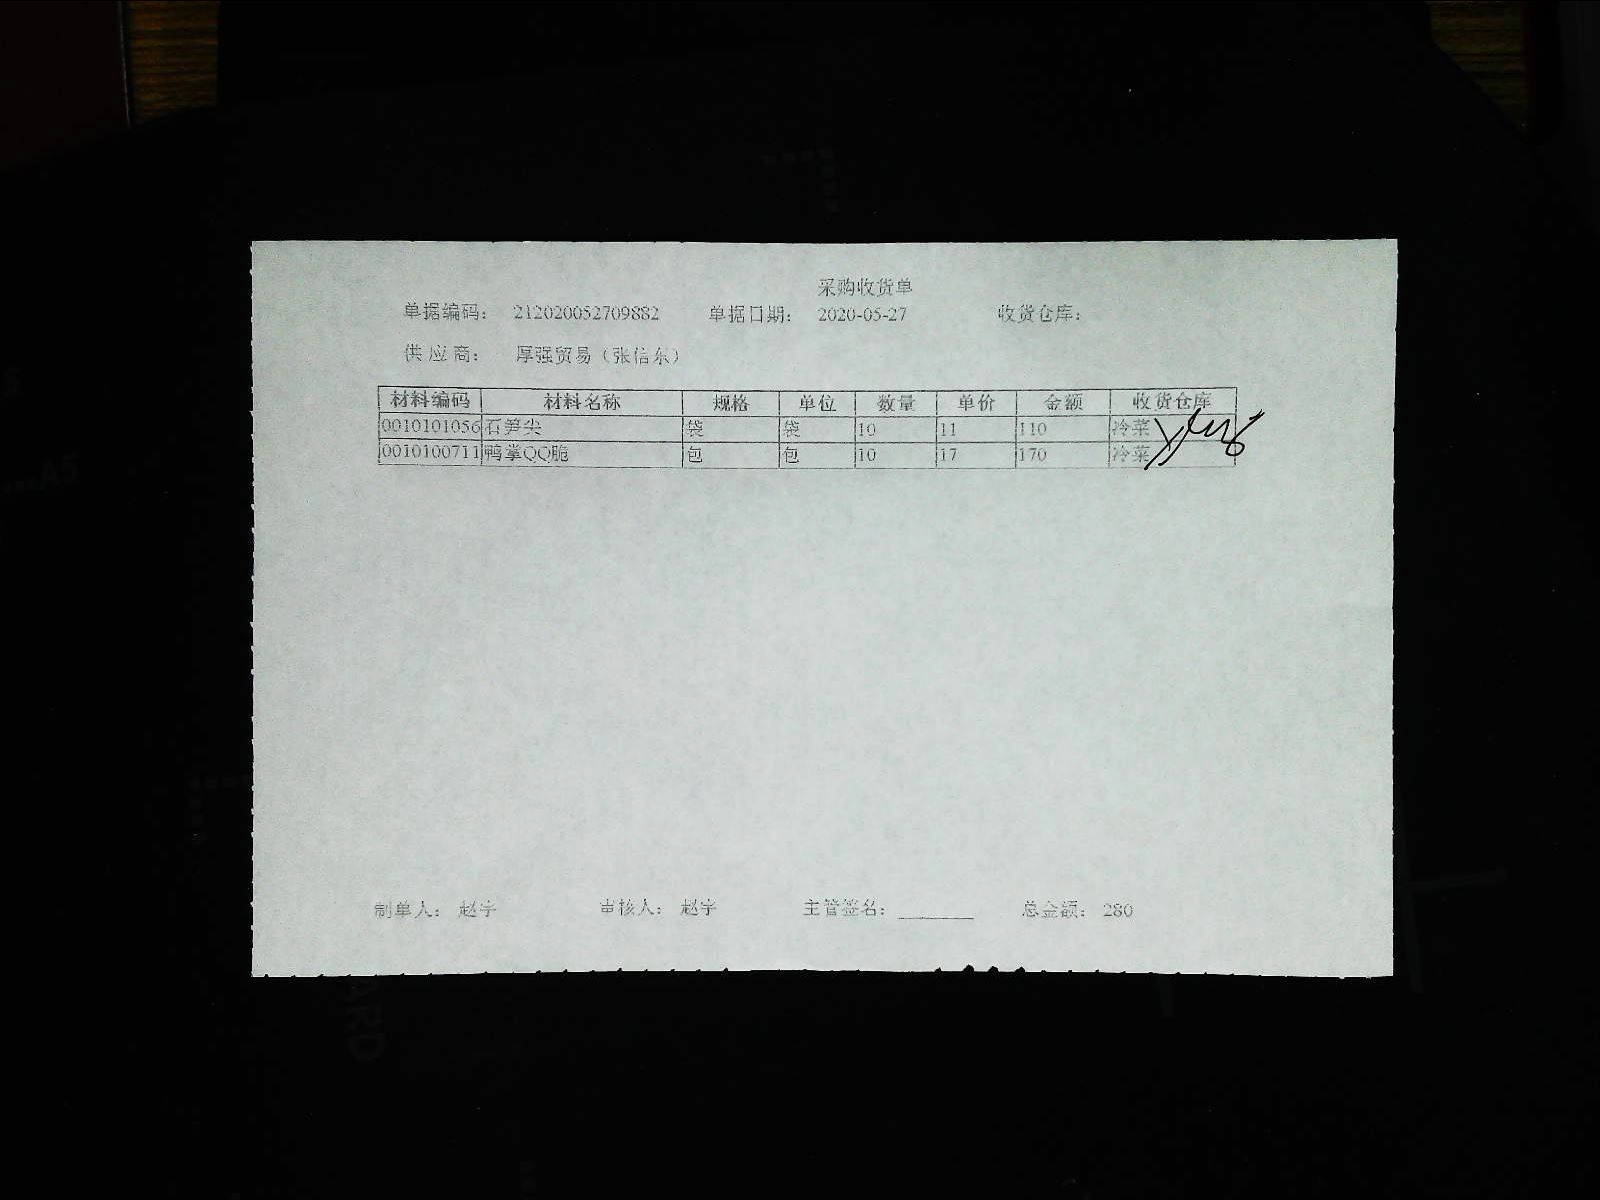 采购收货单
单据编码: 212020052709882 单据日期: 2020-05-27 收货仓库:
供应商: 厚强贸易（张信东）
材料编码 材料名称 规格 单位 数量 单价 金额 收货仓库
0010101056 石笋尖 袋 袋 10 11 110 冷菜
0010100711 鸭掌QQ脆 包 包 10 17 170 冷菜
制单人: 赵宇 审核人: 赵宇 主管签名: 总金额: 280
A5